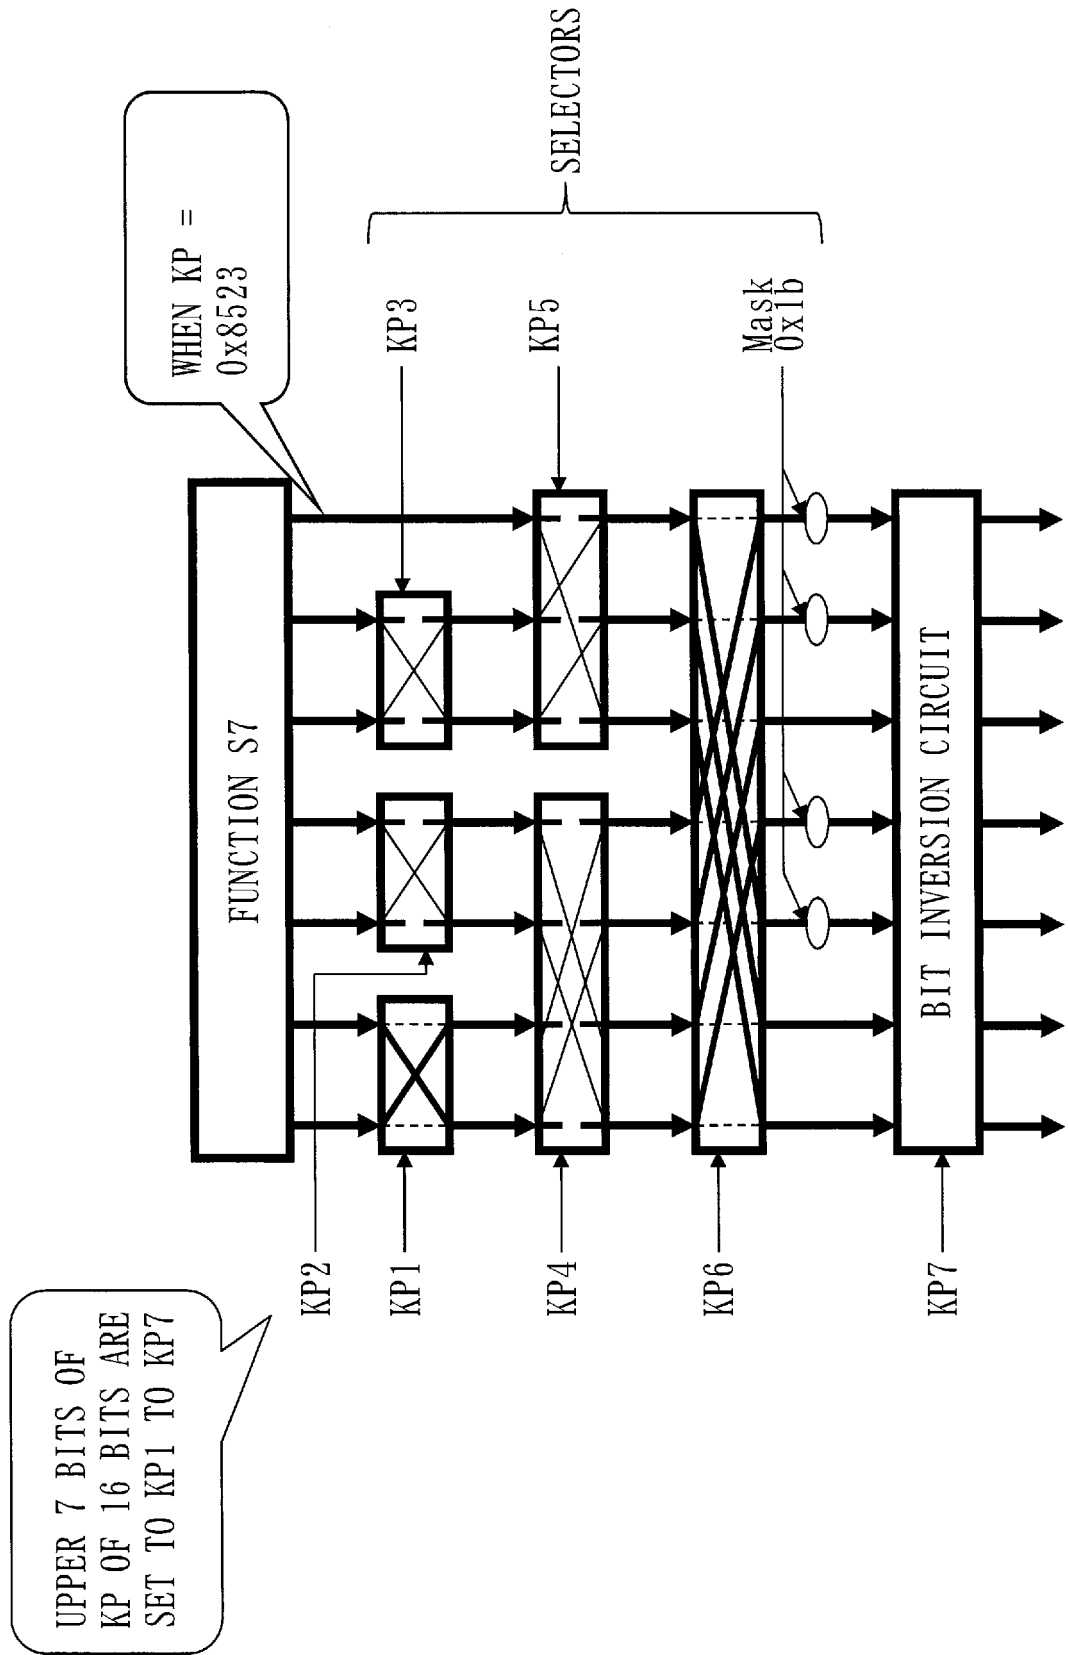 UPPER 7 BITS OF
KP OF 16 BITS ARE
SET TO KP1 TO KP7
WHEN KP =
0x8523
FUNCTION S7
KP2
KP1
KP3
KP4
KP5
SELECTORS
KP6
Mask
0x1b
KP7
BIT INVERSION CIRCUIT